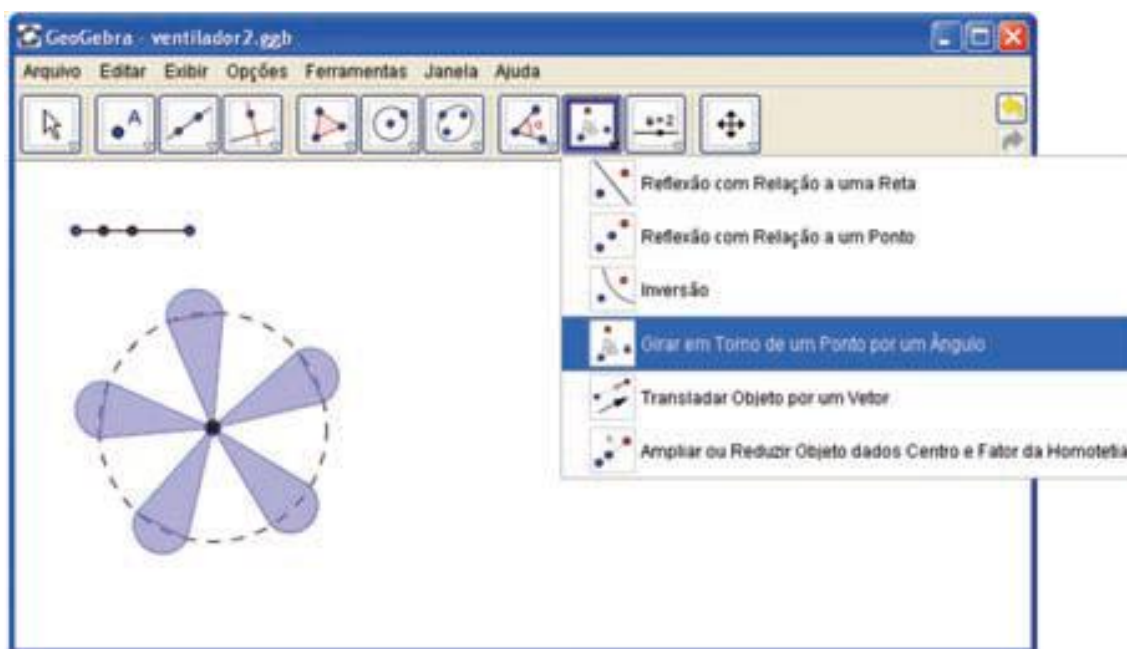 GeoGebra - ventilador2.ggb
Arquivo Editar Exibir Opções Ferramentas Janela Ajuda
A
α
a=2
Reflexão com Relação a uma Reta
Reflexão com Relação a um Ponto
Inversão
Girar em Torno de um Ponto por um Ângulo
Transladar Objeto por um Vetor
Ampliar ou Reduzir Objeto dados Centro e Fator da Homotetia